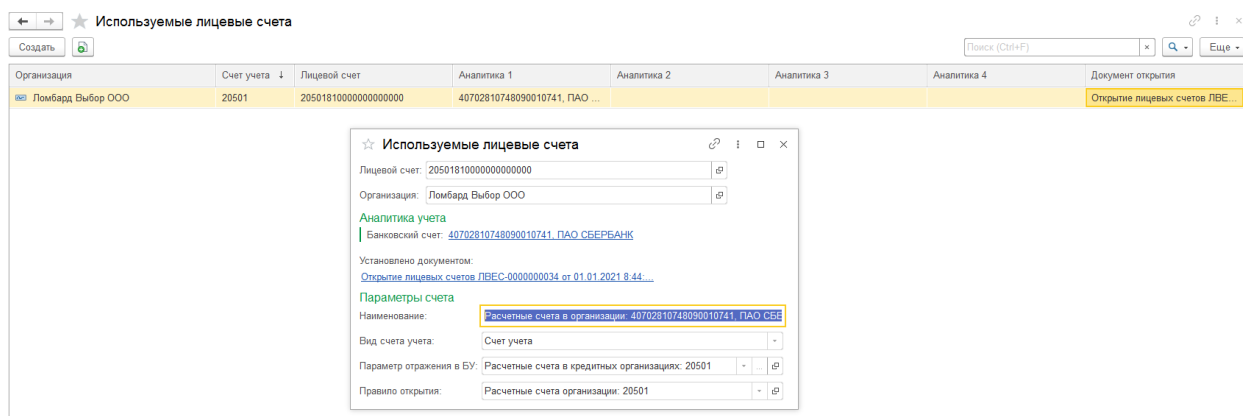 Используемые лицевые счета
Создать
Поиск (Ctrl+F)
Еще
Организация Счет учета Лицевой счет Аналитика 1 Аналитика 2 Аналитика 3 Аналитика 4 Документ открытия
Ломбард Выбор ООО 20501 20501810000000000000 40702810748090010741, ПАО ... Открытие лицевых счетов ЛВЕ...
Используемые лицевые счета
Лицевой счет: 20501810000000000000
Организация: Ломбард Выбор ООО
Аналитика учета
Банковский счет: 40702810748090010741, ПАО СБЕРБАНК
Установлено документом:
Открытие лицевых счетов ЛВЕС-0000000034 от 01.01.2021 8:44:...
Параметры счета
Наименование: Расчетные счета в организации: 40702810748090010741, ПАО СБЕ
Вид счета учета: Счет учета
Параметр отражения в БУ: Расчетные счета в кредитных организациях: 20501
Правило открытия: Расчетные счета организации: 20501